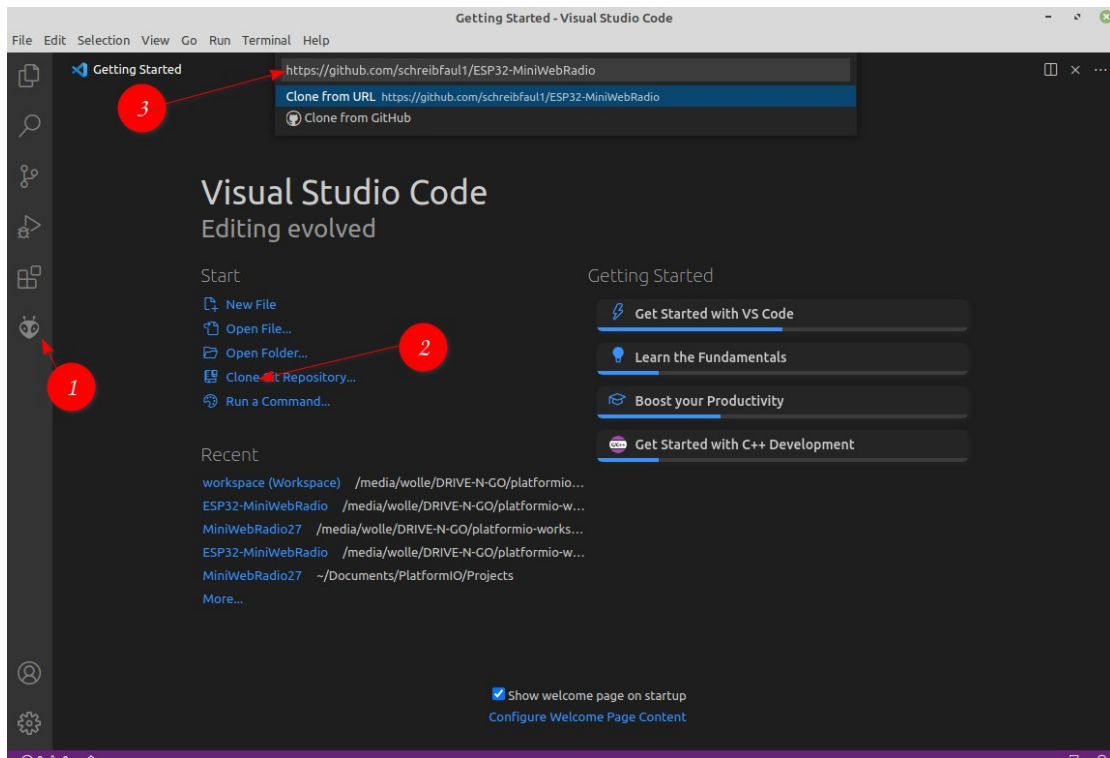 Getting Started - Visual Studio Code
File Edit Selection View Go Run Terminal Help
Getting Started
https://github.com/schreibfaul1/ESP32-MiniWebRadio
Clone from URL https://github.com/schreibfaul1/ESP32-MiniWebRadio
Clone from GitHub
3
Visual Studio Code
Editing evolved
Start
New File
Open File...
Open Folder...
2
Clone Git Repository...
Run a Command...
1
Getting Started
Get Started with VS Code
Learn the Fundamentals
Boost your Productivity
C/C++ Get Started with C++ Development
Recent
workspace (Workspace) /media/wolle/DRIVE-N-GO/platformio...
ESP32-MiniWebRadio /media/wolle/DRIVE-N-GO/platformio-w...
MiniWebRadio27 /media/wolle/DRIVE-N-GO/platformio-works...
ESP32-MiniWebRadio /media/wolle/DRIVE-N-GO/platformio-w...
MiniWebRadio27 ~/Documents/PlatformIO/Projects
More...
Show welcome page on startup
Configure Welcome Page Content